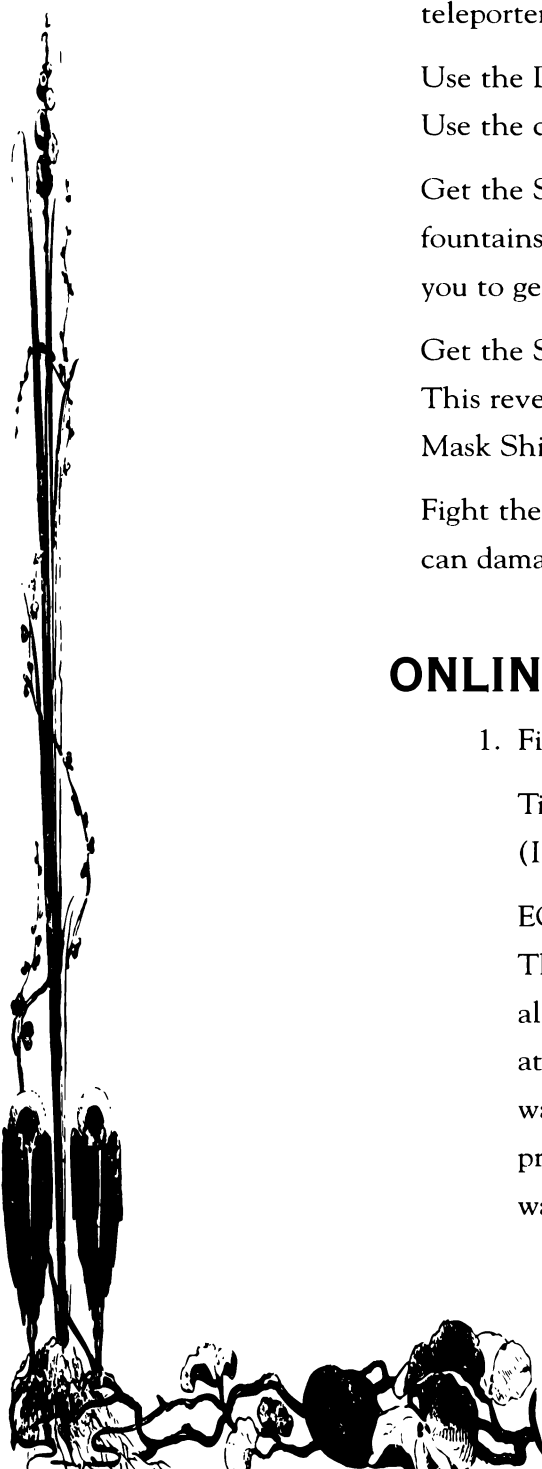 teleporter
Use the
Use the
Get the
fountains
you to ge
Get the S
This reve
Mask Shi
Fight the
can dama
ONLIN
1. Fi
Ti
(I
EC
Th
al
at
wa
pr
wa